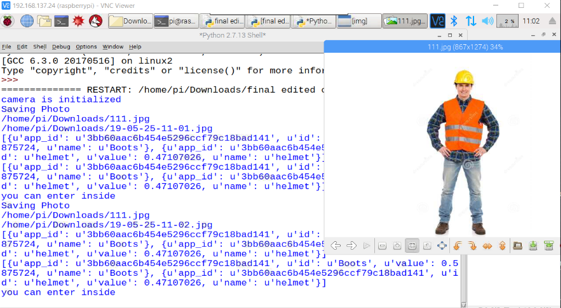 192.168.137.24 (raspberrypi) - VNC Viewer
Downlo...
pi@ras...
final edi...
[final edi...
*Pytho...
[img]
111.jpg...
2 %
11:02
*Python 2.7.13 Shell*
File Edit Shell Debug Options Window Help
111.jpg (867x1274) 34%
[GCC 6.3.0 20170516] on linux2
Type "copyright", "credits" or "license()" for more infor
>>>
============== RESTART: /home/pi/Downloads/final edited c
camera is initialized
Saving Photo
/home/pi/Downloads/111.jpg
/home/pi/Downloads/19-05-25-11-01.jpg
[{u'app_id': u'3bb60aac6b454e5296ccf79c18bad141', u'id':
875724, u'name': u'Boots'}, {u'app_id': u'3bb60aac6b454e
d': u'helmet', u'value': 0.47107026, u'name': u'helmet'}]
[{u'app_id': u'3bb60aac6b454e5296ccf79c18bad141', u'id':
875724, u'name': u'Boots'}, {u'app_id': u'3bb60aac6b454e
d': u'helmet', u'value': 0.47107026, u'name': u'helmet'}]
you can enter inside
Saving Photo
/home/pi/Downloads/111.jpg
/home/pi/Downloads/19-05-25-11-02.jpg
[{u'app_id': u'3bb60aac6b454e5296ccf79c18bad141', u'id':
875724, u'name': u'Boots'}, {u'app_id': u'3bb60aac6b454e
d': u'helmet', u'value': 0.47107026, u'name': u'helmet'}]
[{u'app_id': u'3bb60aac6b454e5296ccf79c18bad141', u'id': u'Boots', u'value': 0.5
875724, u'name': u'Boots'}, {u'app_id': u'3bb60aac6b454e5296ccf79c18bad141', u'i
d': u'helmet', u'value': 0.47107026, u'name': u'helmet'}]
you can enter inside